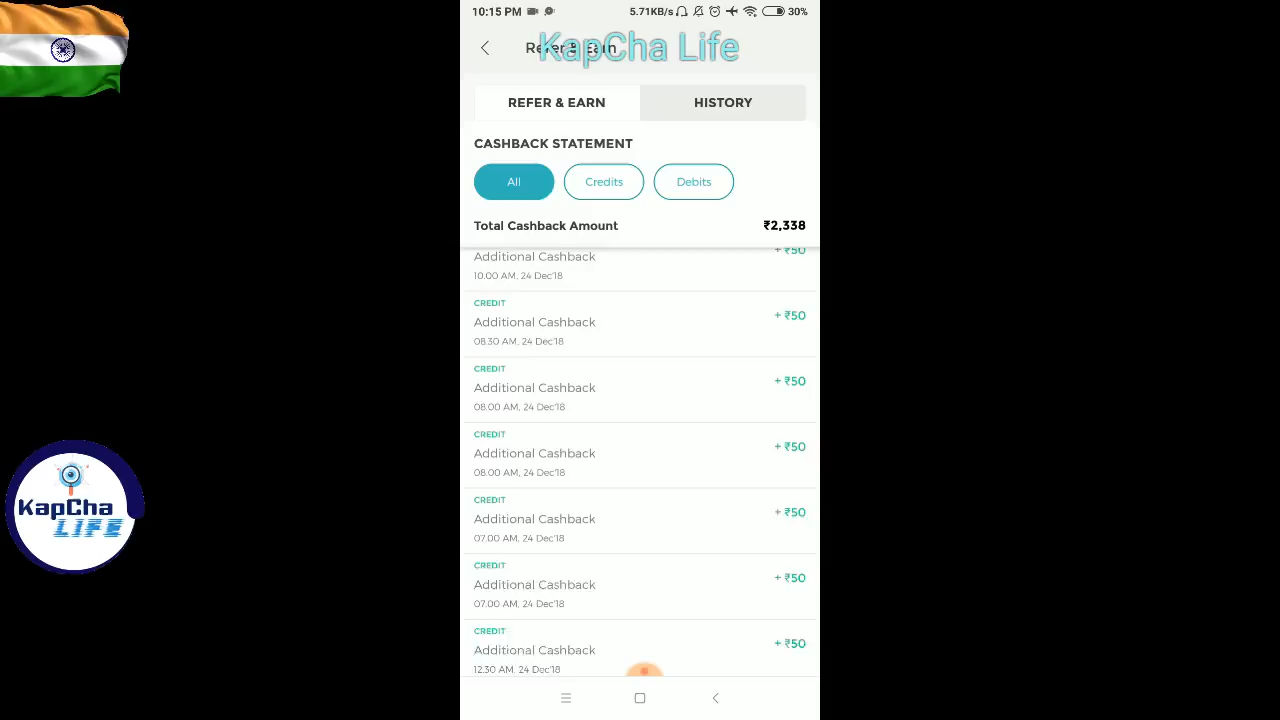 10:15 PM 5.71KB/s 30%
KapCha Life
Refer & Earn
REFER & EARN HISTORY
CASHBACK STATEMENT
All Credits Debits
Total Cashback Amount ₹2,338
+ ₹50
Additional Cashback
10.00 AM, 24 Dec'18
CREDIT
Additional Cashback + ₹50
08.30 AM, 24 Dec'18
CREDIT
Additional Cashback + ₹50
08.00 AM, 24 Dec'18
CREDIT
Additional Cashback + ₹50
08.00 AM, 24 Dec'18
CREDIT
Additional Cashback + ₹50
07.00 AM, 24 Dec'18
CREDIT
Additional Cashback + ₹50
07.00 AM, 24 Dec'18
CREDIT
Additional Cashback + ₹50
12.30 AM, 24 Dec'18
KapCha
LIFE